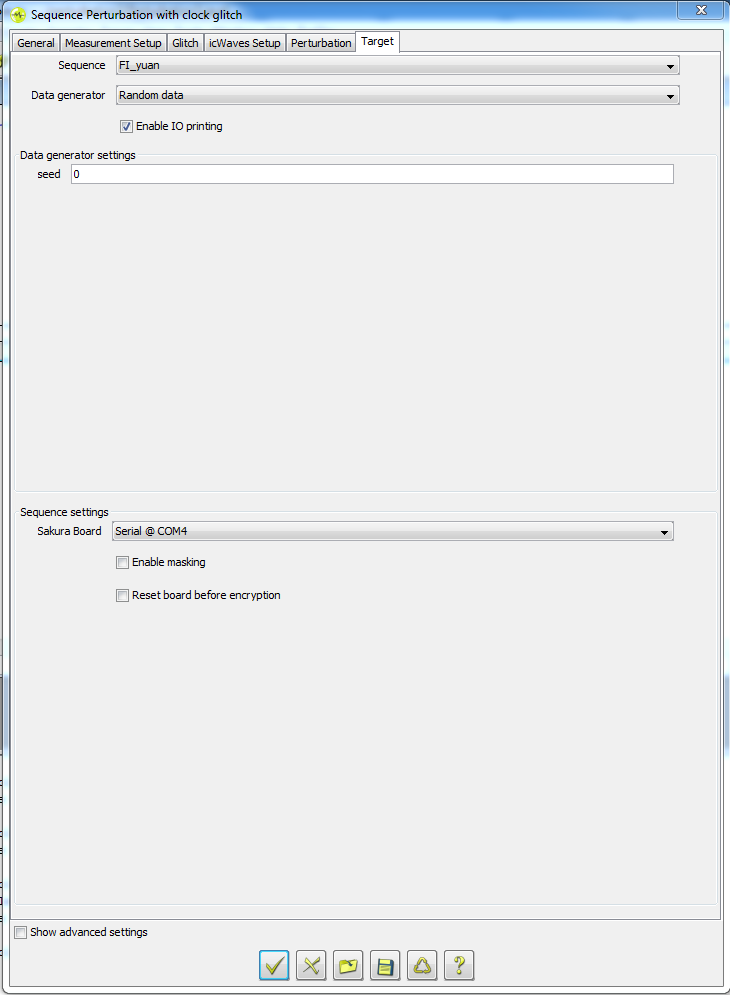 Sequence Perturbation with clock glitch
General Measurement Setup Glitch icWaves Setup Perturbation Target
Sequence FI_yuan
Data generator Random data
Enable IO printing
Data generator settings
seed 0
Sequence settings
Sakura Board Serial @ COM4
Enable masking
Reset board before encryption
Show advanced settings
?